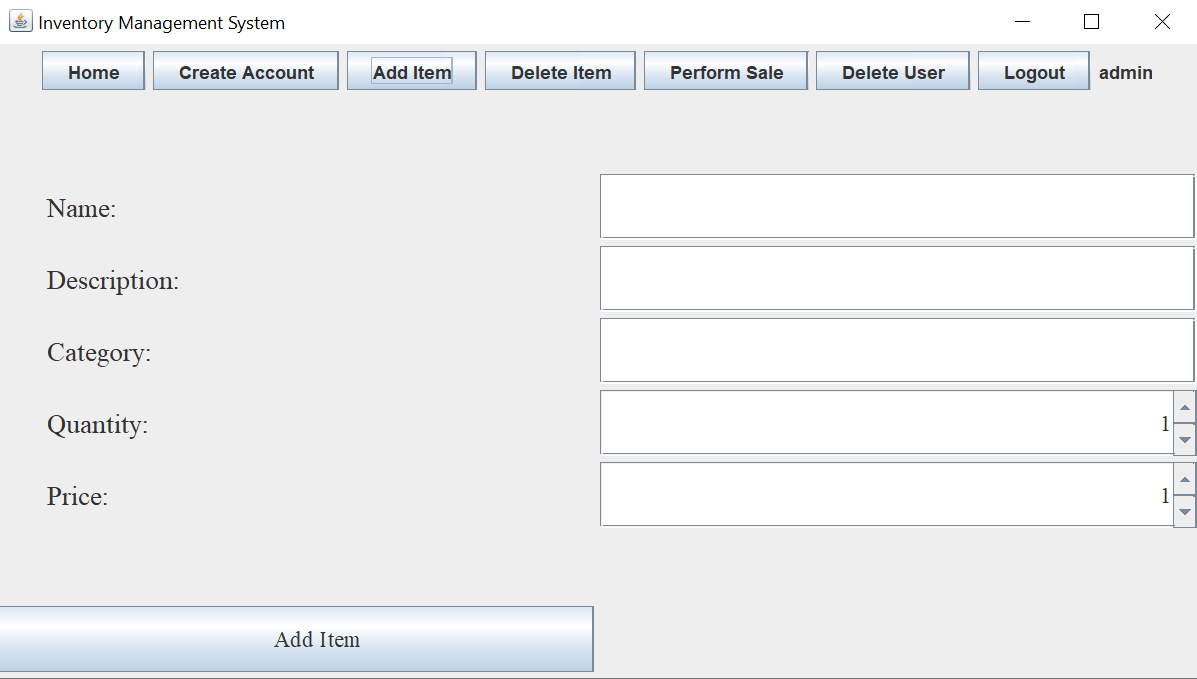 Inventory Management System
Home Create Account Add Item Delete Item Perform Sale Delete User Logout admin
Name:
Description:
Category:
Quantity: 1
Price: 1
Add Item